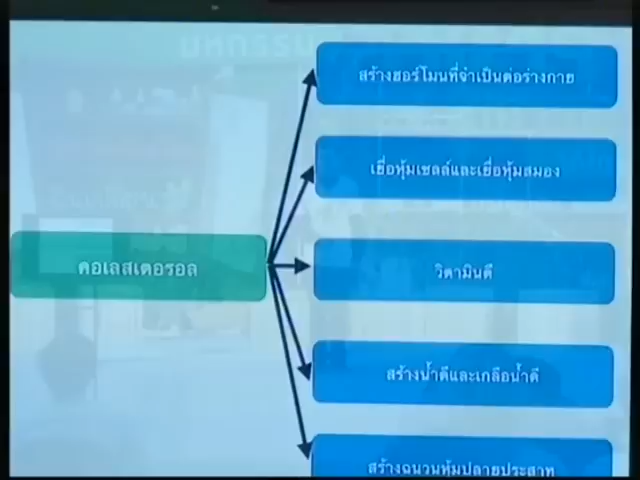 สร้างฮอร์โมนที่จำเป็นต่อร่างกาย
เยื่อหุ้มเซลล์และเยื่อหุ้มสมอง
คอเลสเตอรอล
วิตามินดี
สร้างน้ำดีและเกลือน้ำดี
สร้างฉนวนหุ้มปลายประสาท